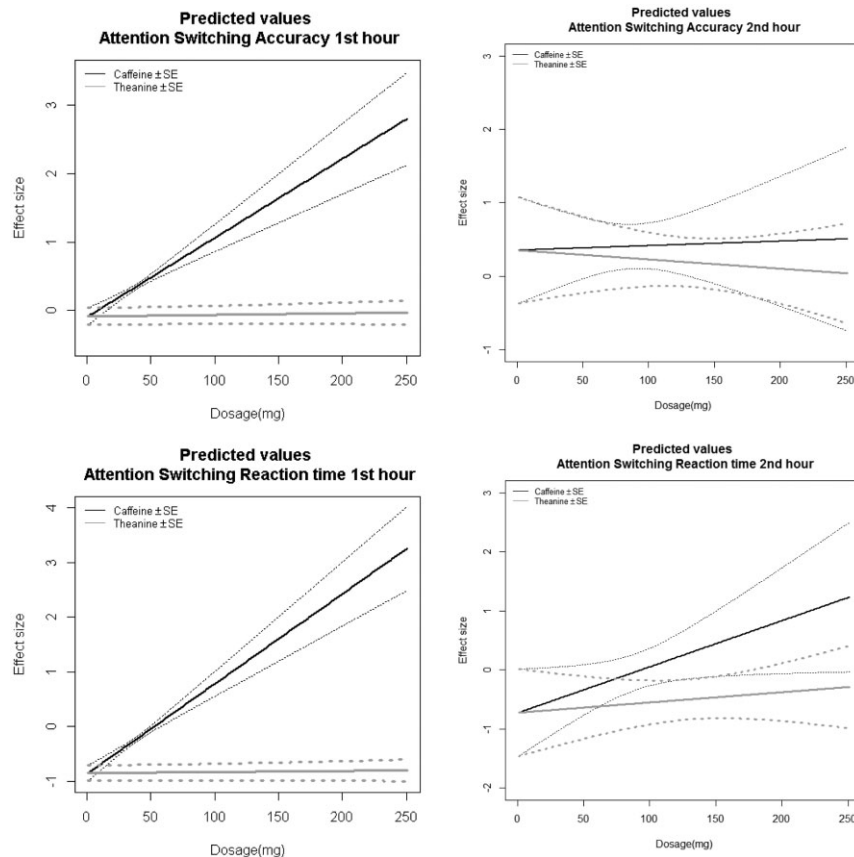 Predicted values
Attention Switching Accuracy 1st hour
Caffeine ±SE
Theanine ±SE
3
2
1
0
Effect size
0 50 100 150 200 250
Dosage(mg)
Predicted values
Attention Switching Accuracy 2nd hour
Caffeine ±SE
Theanine ±SE
3
2
1
0
-1
Effect size
0 50 100 150 200 250
Dosage(mg)
Predicted values
Attention Switching Reaction time 1st hour
Caffeine ±SE
Theanine ±SE
4
3
2
1
0
-1
Effect size
0 50 100 150 200 250
Dosage(mg)
Predicted values
Attention Switching Reaction time 2nd hour
Caffeine ±SE
Theanine ±SE
3
2
1
0
-1
-2
Effect size
0 50 100 150 200 250
Dosage(mg)